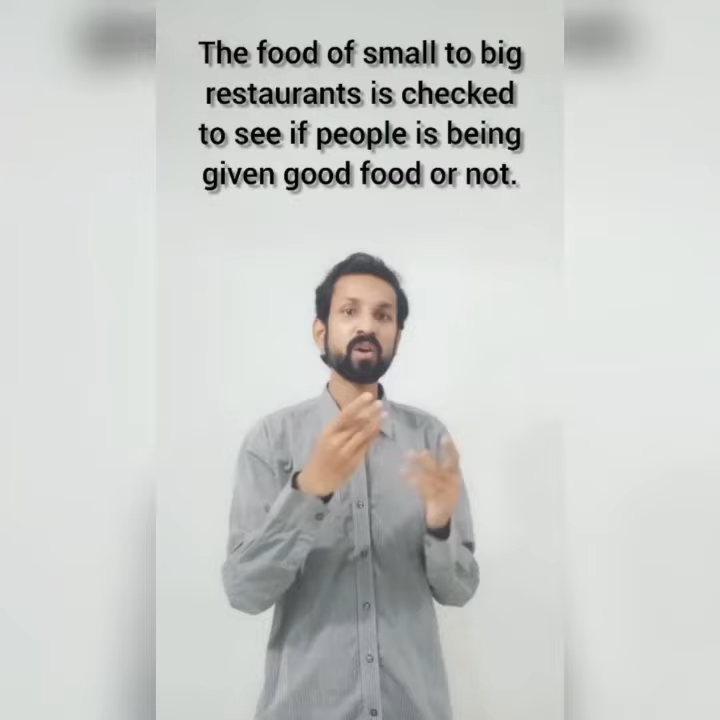 The food of small to big
restaurants is checked
to see if people is being
given good food or not.